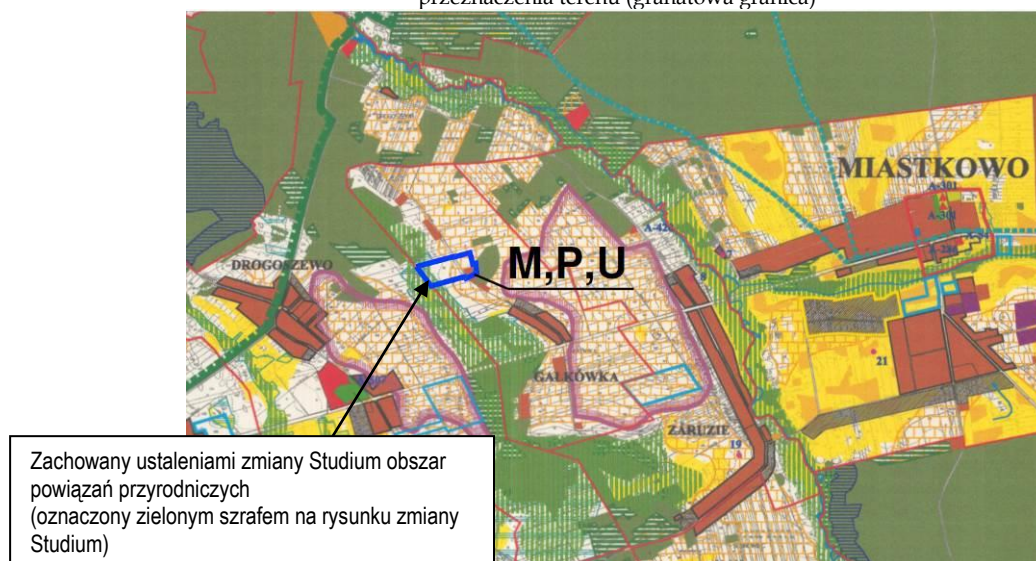 przeznaczenia terenu (granatowa granica)
MIASTKOWO
A-301
A-301
DROGOSZEWO
M,P,U
21
GAŁKÓWKA
ZARUZIE
19
Zachowany ustaleniami zmiany Studium obszar
powiązań przyrodniczych
(oznaczony zielonym szrafem na rysunku zmiany
Studium)